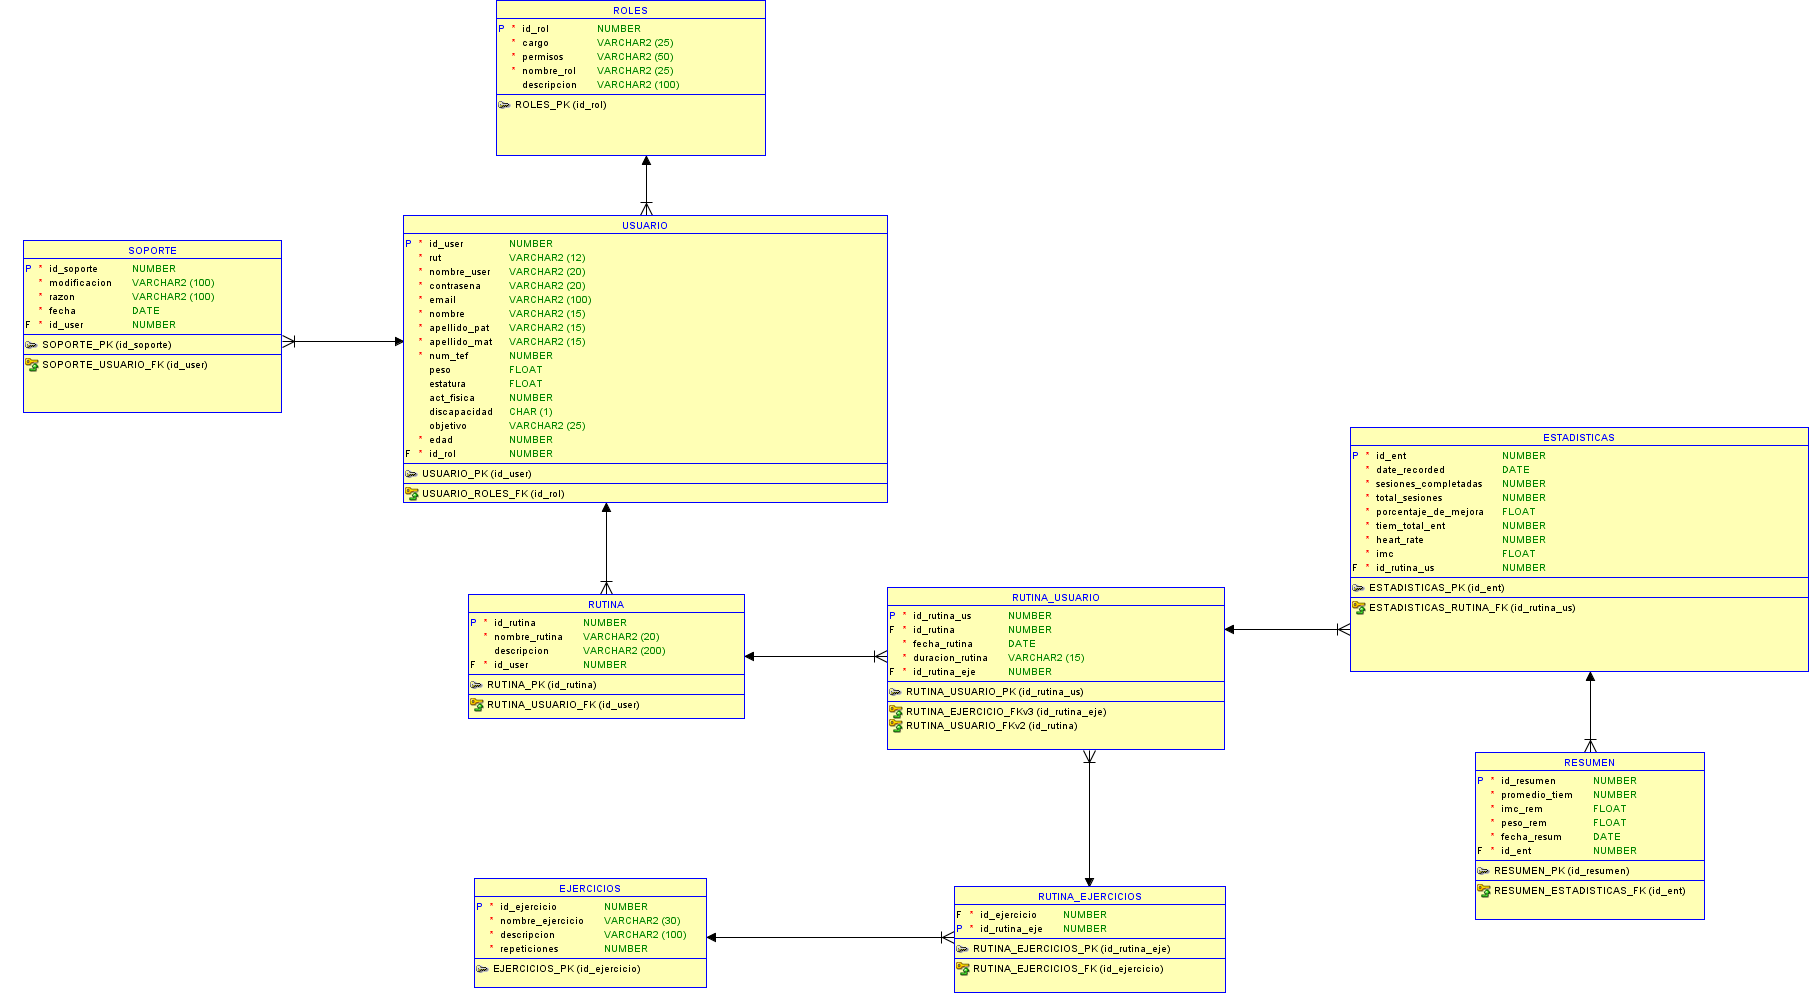 ROLES
P * id_rol NUMBER
* cargo VARCHAR2 (25)
* permisos VARCHAR2 (50)
* nombre_rol VARCHAR2 (25)
descripcion VARCHAR2 (100)
ROLES_PK (id_rol)
USUARIO
P * id_user NUMBER
* rut VARCHAR2 (12)
* nombre_user VARCHAR2 (20)
* contrasena VARCHAR2 (20)
* email VARCHAR2 (100)
* nombre VARCHAR2 (15)
* apellido_pat VARCHAR2 (15)
* apellido_mat VARCHAR2 (15)
* num_tef NUMBER
peso FLOAT
estatura FLOAT
act_fisica NUMBER
discapacidad CHAR (1)
objetivo VARCHAR2 (25)
* edad NUMBER
F * id_rol NUMBER
USUARIO_PK (id_user)
USUARIO_ROLES_FK (id_rol)
SOPORTE
P * id_soporte NUMBER
* modificacion VARCHAR2 (100)
* razon VARCHAR2 (100)
* fecha DATE
F * id_user NUMBER
SOPORTE_PK (id_soporte)
SOPORTE_USUARIO_FK (id_user)
ESTADISTICAS
P * id_ent NUMBER
* date_recorded DATE
* sesiones_completadas NUMBER
* total_sesiones NUMBER
* porcentaje_de_mejora FLOAT
* tiem_total_ent NUMBER
* heart_rate NUMBER
* imc FLOAT
F * id_rutina_us NUMBER
ESTADISTICAS_PK (id_ent)
ESTADISTICAS_RUTINA_FK (id_rutina_us)
RUTINA
P * id_rutina NUMBER
* nombre_rutina VARCHAR2 (20)
descripcion VARCHAR2 (200)
F * id_user NUMBER
RUTINA_PK (id_rutina)
RUTINA_USUARIO_FK (id_user)
RUTINA_USUARIO
P * id_rutina_us NUMBER
F * id_rutina NUMBER
* fecha_rutina DATE
* duracion_rutina VARCHAR2 (15)
F * id_rutina_eje NUMBER
RUTINA_USUARIO_PK (id_rutina_us)
RUTINA_EJERCICIO_FKv3 (id_rutina_eje)
RUTINA_USUARIO_FKv2 (id_rutina)
RESUMEN
P * id_resumen NUMBER
* promedio_tiem NUMBER
* imc_rem FLOAT
* peso_rem FLOAT
* fecha_resum DATE
F * id_ent NUMBER
RESUMEN_PK (id_resumen)
RESUMEN_ESTADISTICAS_FK (id_ent)
EJERCICIOS
P * id_ejercicio NUMBER
* nombre_ejercicio VARCHAR2 (30)
* descripcion VARCHAR2 (100)
* repeticiones NUMBER
EJERCICIOS_PK (id_ejercicio)
RUTINA_EJERCICIOS
F * id_ejercicio NUMBER
P * id_rutina_eje NUMBER
RUTINA_EJERCICIOS_PK (id_rutina_eje)
RUTINA_EJERCICIOS_FK (id_ejercicio)